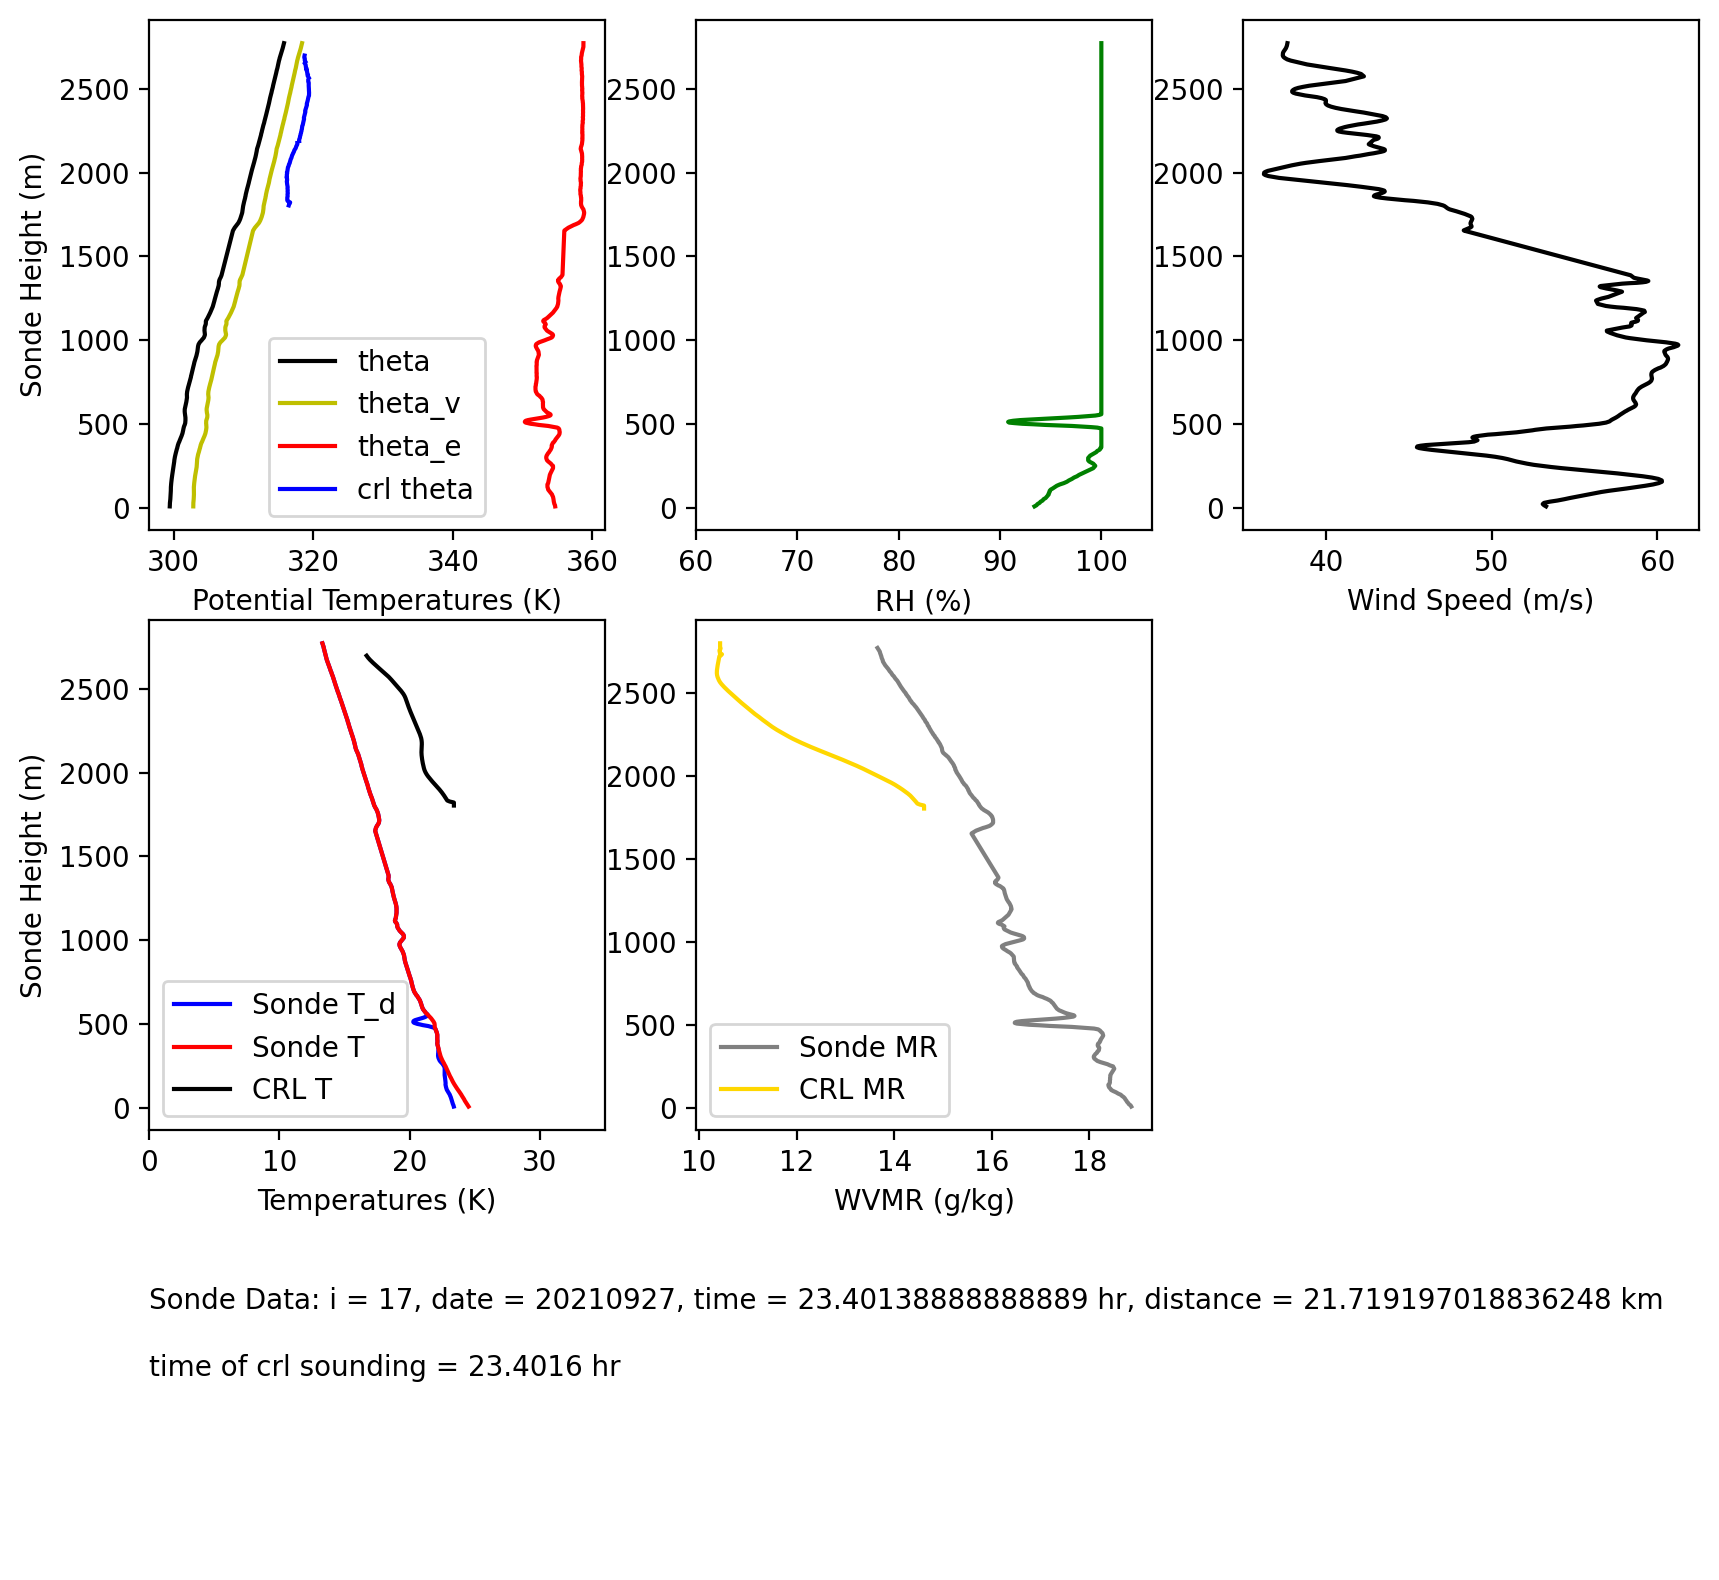 2500
2000
1500
1000
500
0
Sonde Height (m)
300 320 340 360
Potential Temperatures (K)
theta
theta_v
theta_e
crl theta
2500
2000
1500
1000
500
0
60 70 80 90 100
RH (%)
2500
2000
1500
1000
500
0
40 50 60
Wind Speed (m/s)
2500
2000
1500
1000
500
0
Sonde Height (m)
0 10 20 30
Temperatures (K)
Sonde T_d
Sonde T
CRL T
2500
2000
1500
1000
500
0
10 12 14 16 18
WVMR (g/kg)
Sonde MR
CRL MR
Sonde Data: i = 17, date = 20210927, time = 23.40138888888889 hr, distance = 21.719197018836248 km
time of crl sounding = 23.4016 hr